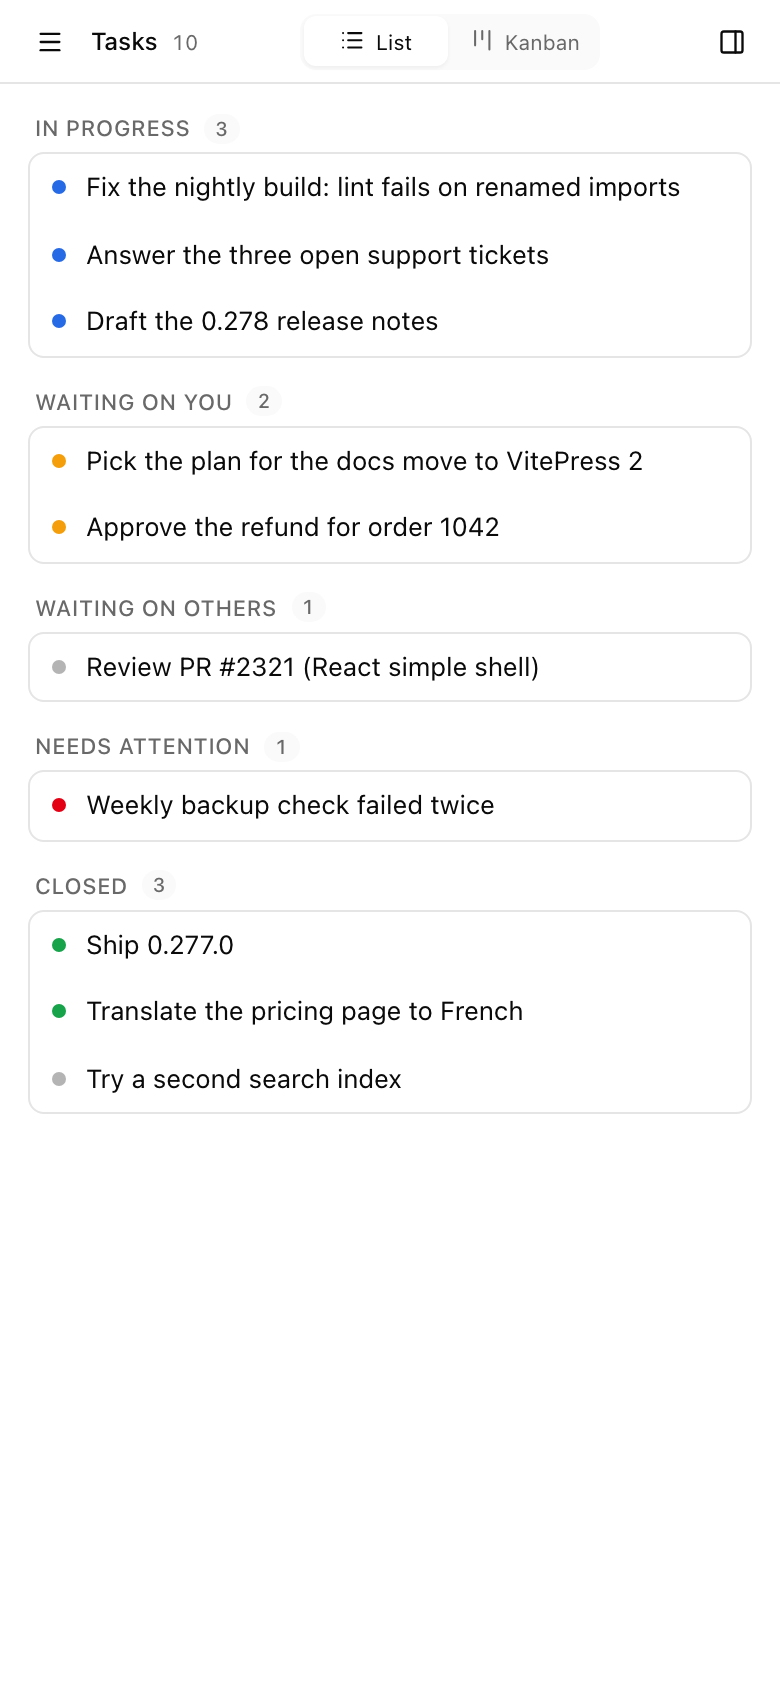 Tasks 10
List
Kanban
IN PROGRESS 3
Fix the nightly build: lint fails on renamed imports
Answer the three open support tickets
Draft the 0.278 release notes
WAITING ON YOU 2
Pick the plan for the docs move to VitePress 2
Approve the refund for order 1042
WAITING ON OTHERS 1
Review PR #2321 (React simple shell)
NEEDS ATTENTION 1
Weekly backup check failed twice
CLOSED 3
Ship 0.277.0
Translate the pricing page to French
Try a second search index